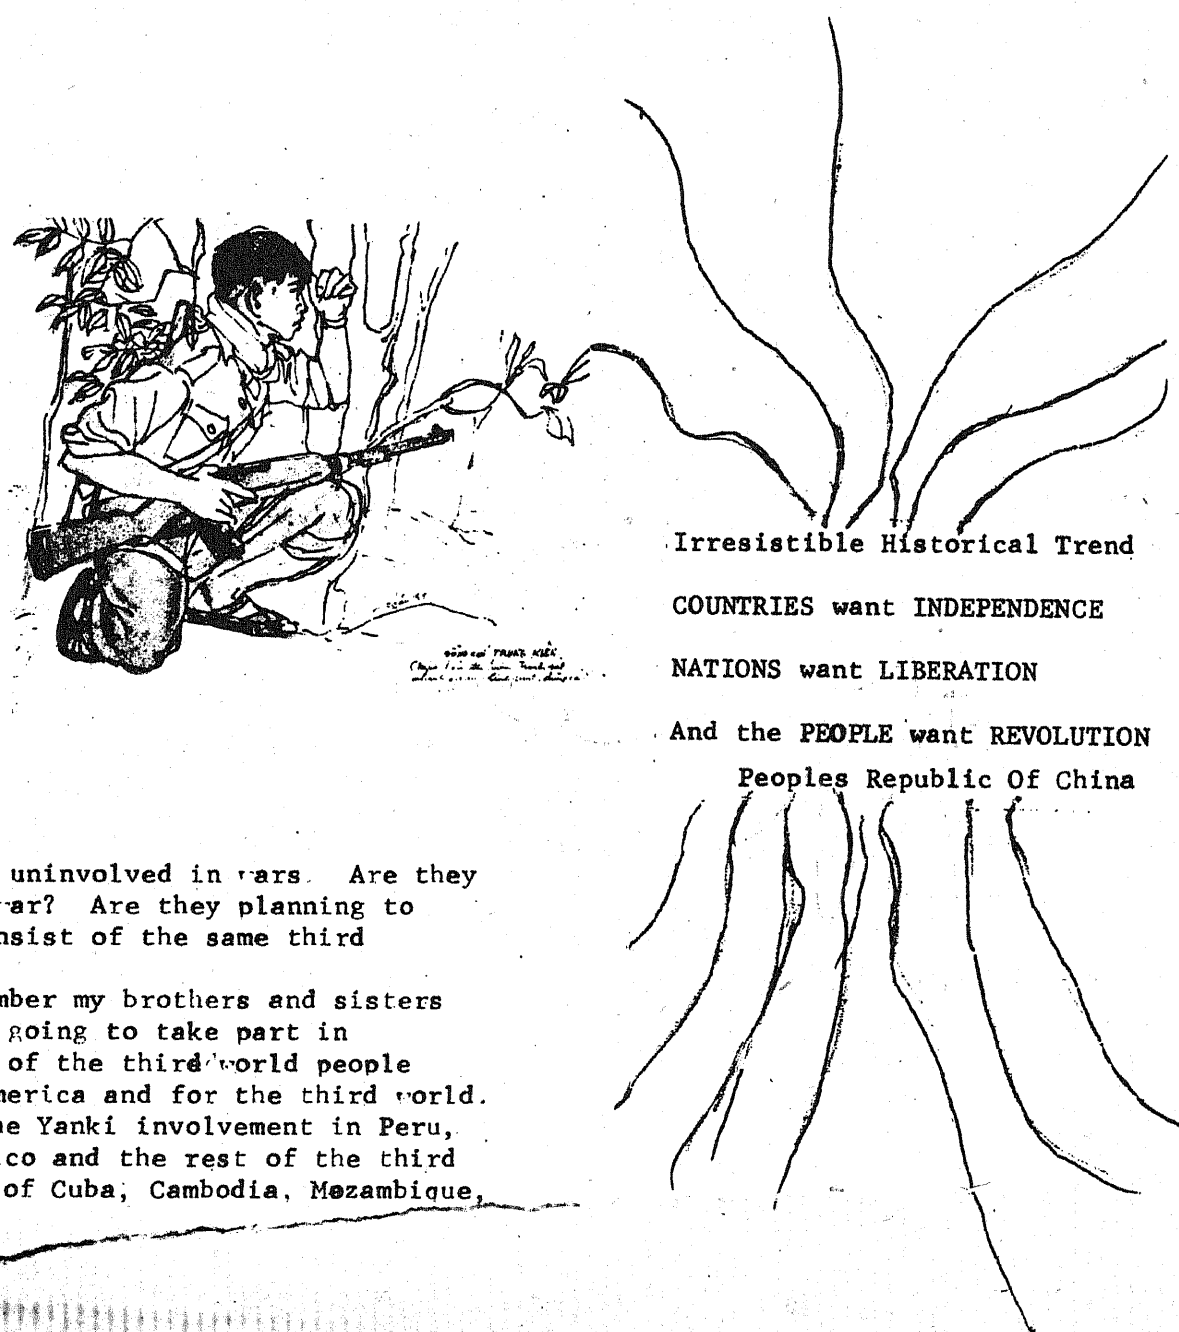 Irresistible Historical Trend
COUNTRIES want INDEPENDENCE
NATIONS want LIBERATION
And the PEOPLE want REVOLUTION
Peoples Republic Of China
uninvolved in wars. Are they
ar? Are they planning to
nsist of the same third
mber my brothers and sisters
going to take part in
of the third world people
merica and for the third world.
ne Yanki involvement in Peru,
ico and the rest of the third
of Cuba, Cambodia, Mozambique,